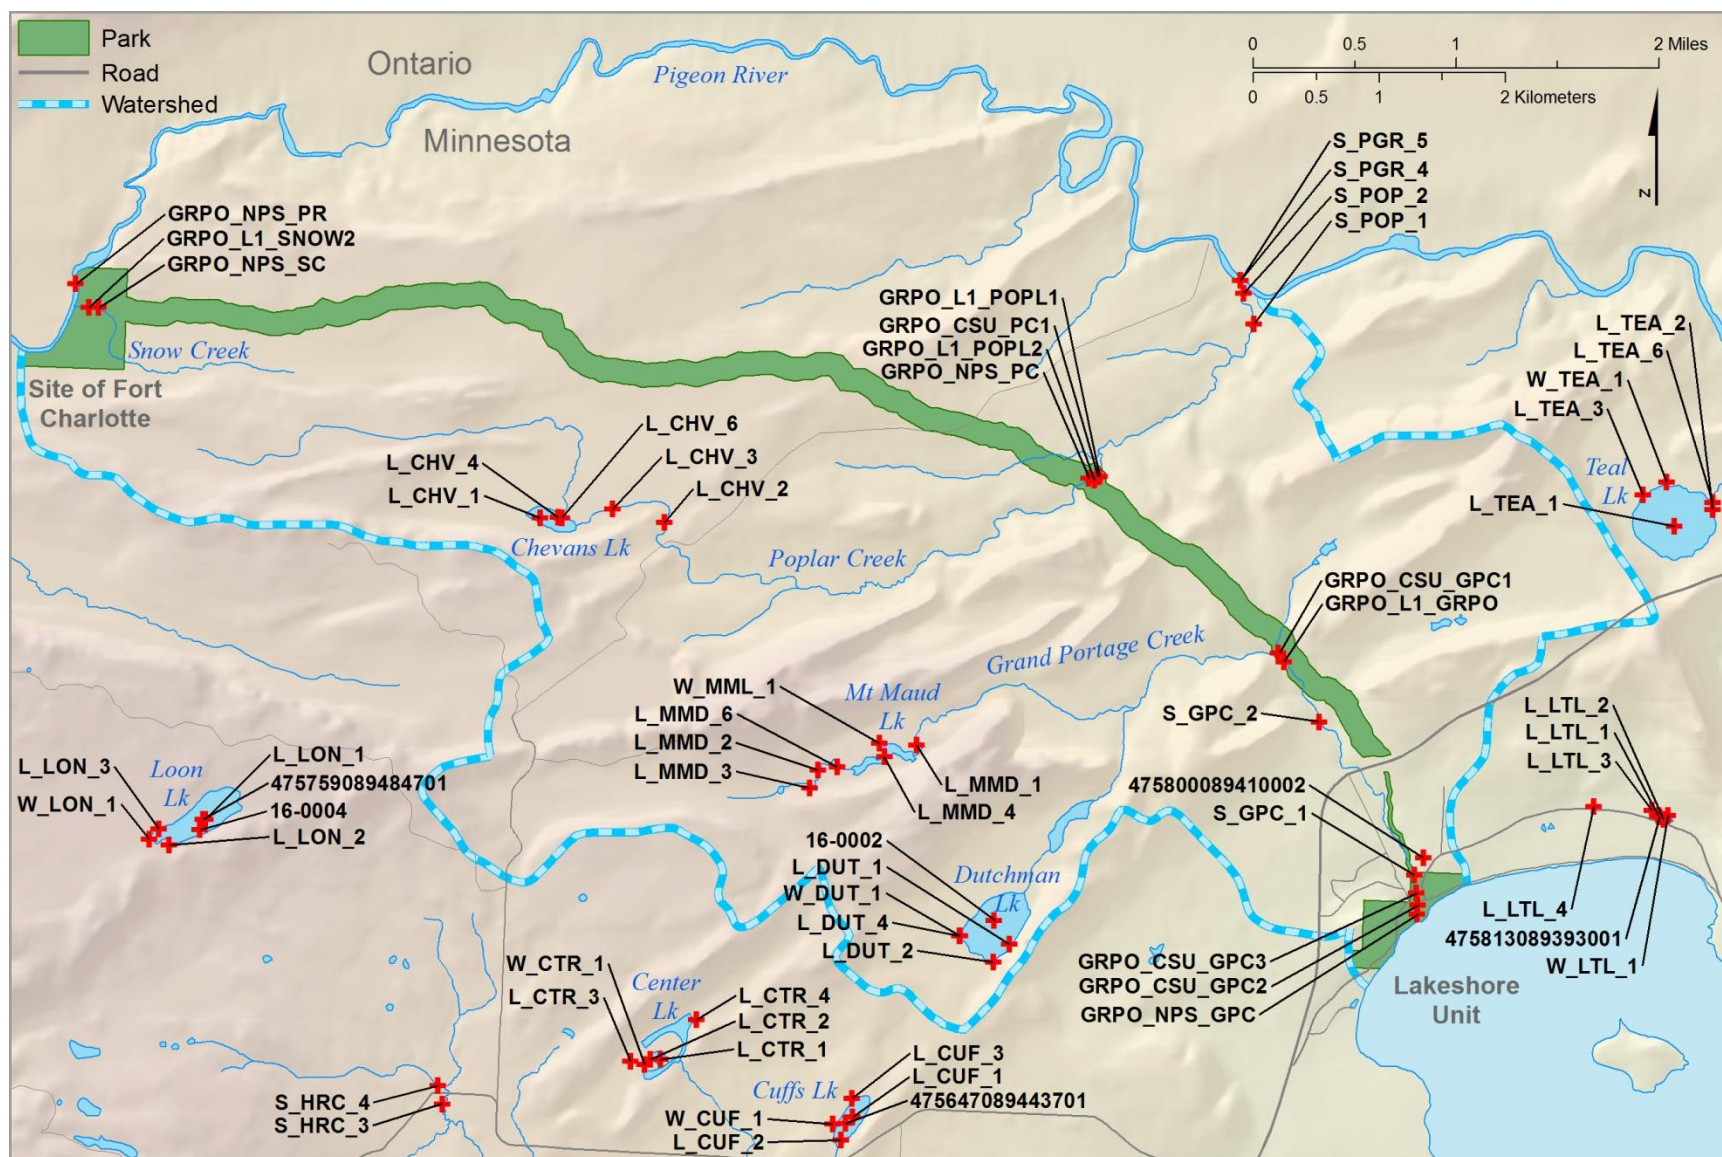 Park
Road
Watershed
Ontario
Minnesota
Pigeon River
0 0.5 1 2 Miles
0 0.5 1 2 Kilometers
N
S_PGR_5
S_PGR_4
S_POP_2
S_POP_1
GRPO_NPS_PR
GRPO_L1_SNOW2
GRPO_NPS_SC
Snow Creek
Site of Fort
Charlotte
GRPO_L1_POPL1
GRPO_CSU_PC1
GRPO_L1_POPL2
GRPO_NPS_PC
L_TEA_2
L_TEA_6
W_TEA_1
L_TEA_3
Teal
Lk
L_TEA_1
L_CHV_6
L_CHV_4
L_CHV_3
L_CHV_1
L_CHV_2
Chevans Lk
Poplar Creek
GRPO_CSU_GPC1
GRPO_L1_GRPO
Grand Portage Creek
W_MML_1
Mt Maud
Lk
L_MMD_6
L_MMD_2
L_MMD_3
L_MMD_1
L_MMD_4
S_GPC_2
L_LTL_2
L_LTL_1
L_LTL_3
L_LON_3
Loon
Lk
L_LON_1
475759089484701
W_LON_1
16-0004
L_LON_2
475800089410002
S_GPC_1
16-0002
L_DUT_1
W_DUT_1
L_DUT_4
L_DUT_2
Dutchman
Lk
L_LTL_4
475813089393001
W_LTL_1
GRPO_CSU_GPC3
GRPO_CSU_GPC2
GRPO_NPS_GPC
Lakeshore
Unit
W_CTR_1
L_CTR_3
Center
Lk
L_CTR_4
L_CTR_2
L_CTR_1
L_CUF_3
L_CUF_1
Cuffs Lk
475647089443701
W_CUF_1
L_CUF_2
S_HRC_4
S_HRC_3